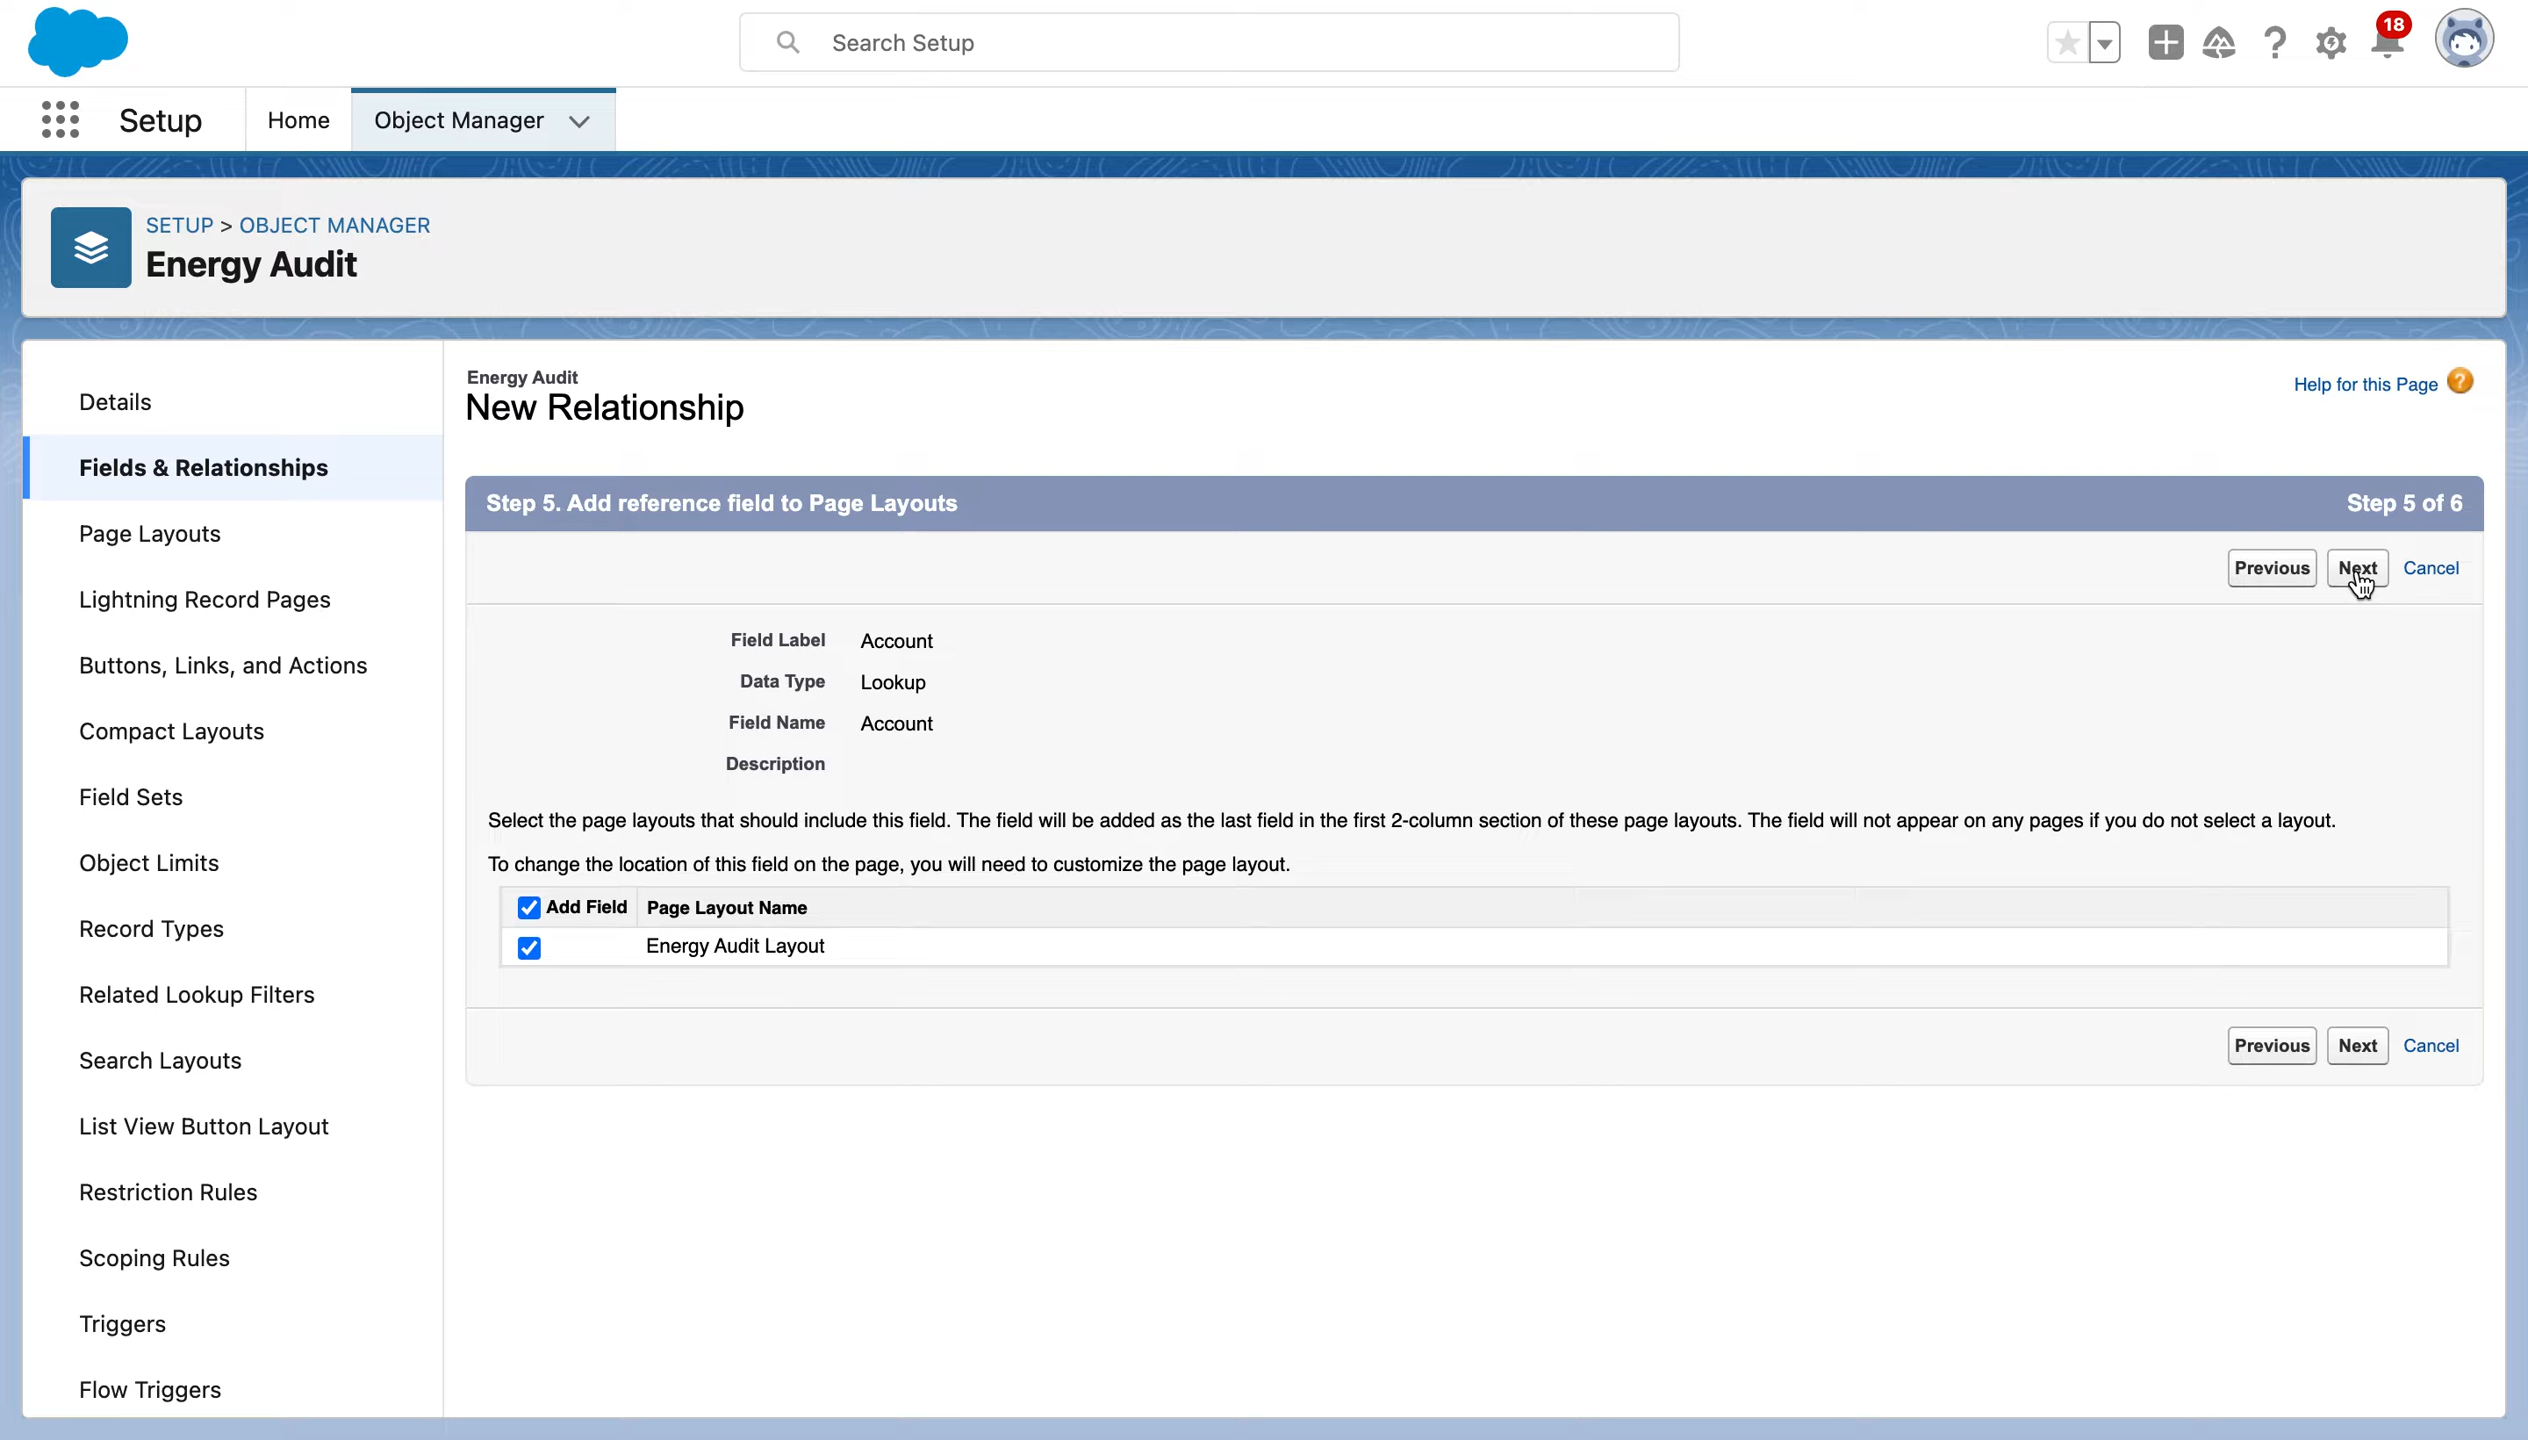 Search Setup
18
Setup
Home
Object Manager
SETUP > OBJECT MANAGER
Energy Audit
Details
Fields & Relationships
Page Layouts
Lightning Record Pages
Buttons, Links, and Actions
Compact Layouts
Field Sets
Object Limits
Record Types
Related Lookup Filters
Search Layouts
List View Button Layout
Restriction Rules
Scoping Rules
Triggers
Flow Triggers
Energy Audit
New Relationship
Help for this Page ?
Step 5. Add reference field to Page Layouts
Step 5 of 6
Previous Next Cancel
Field Label Account
Data Type Lookup
Field Name Account
Description
Select the page layouts that should include this field. The field will be added as the last field in the first 2-column section of these page layouts. The field will not appear on any pages if you do not select a layout.
To change the location of this field on the page, you will need to customize the page layout.
Add Field Page Layout Name
Energy Audit Layout
Previous Next Cancel